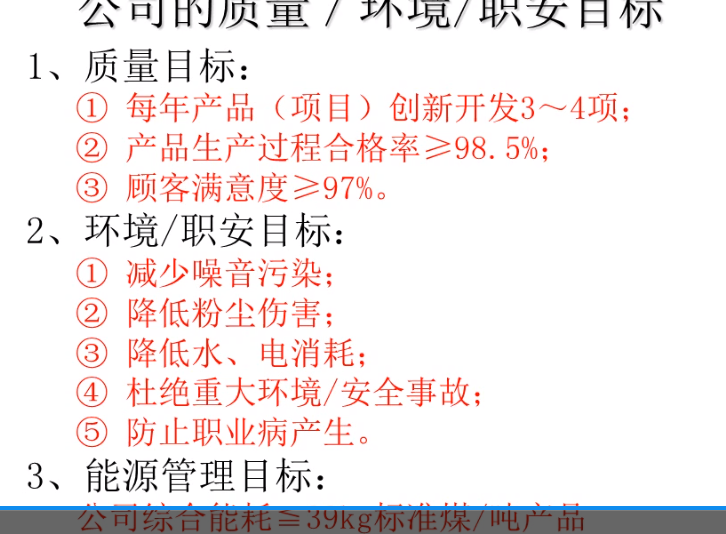 公司的质量/环境/职安目标
1、质量目标:
① 每年产品（项目）创新开发3～4项;
② 产品生产过程合格率≥98.5%;
③ 顾客满意度≥97%。
2、环境/职安目标:
① 减少噪音污染;
② 降低粉尘伤害;
③ 降低水、电消耗;
④ 杜绝重大环境/安全事故;
⑤ 防止职业病产生。
3、能源管理目标:
公司综合能耗≦39kg标准煤/吨产品